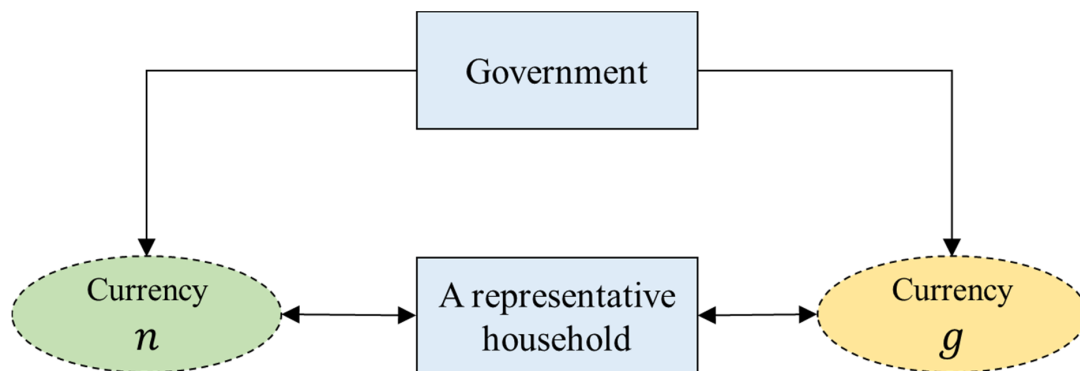 Government
Currency
n
A representative
household
Currency
g